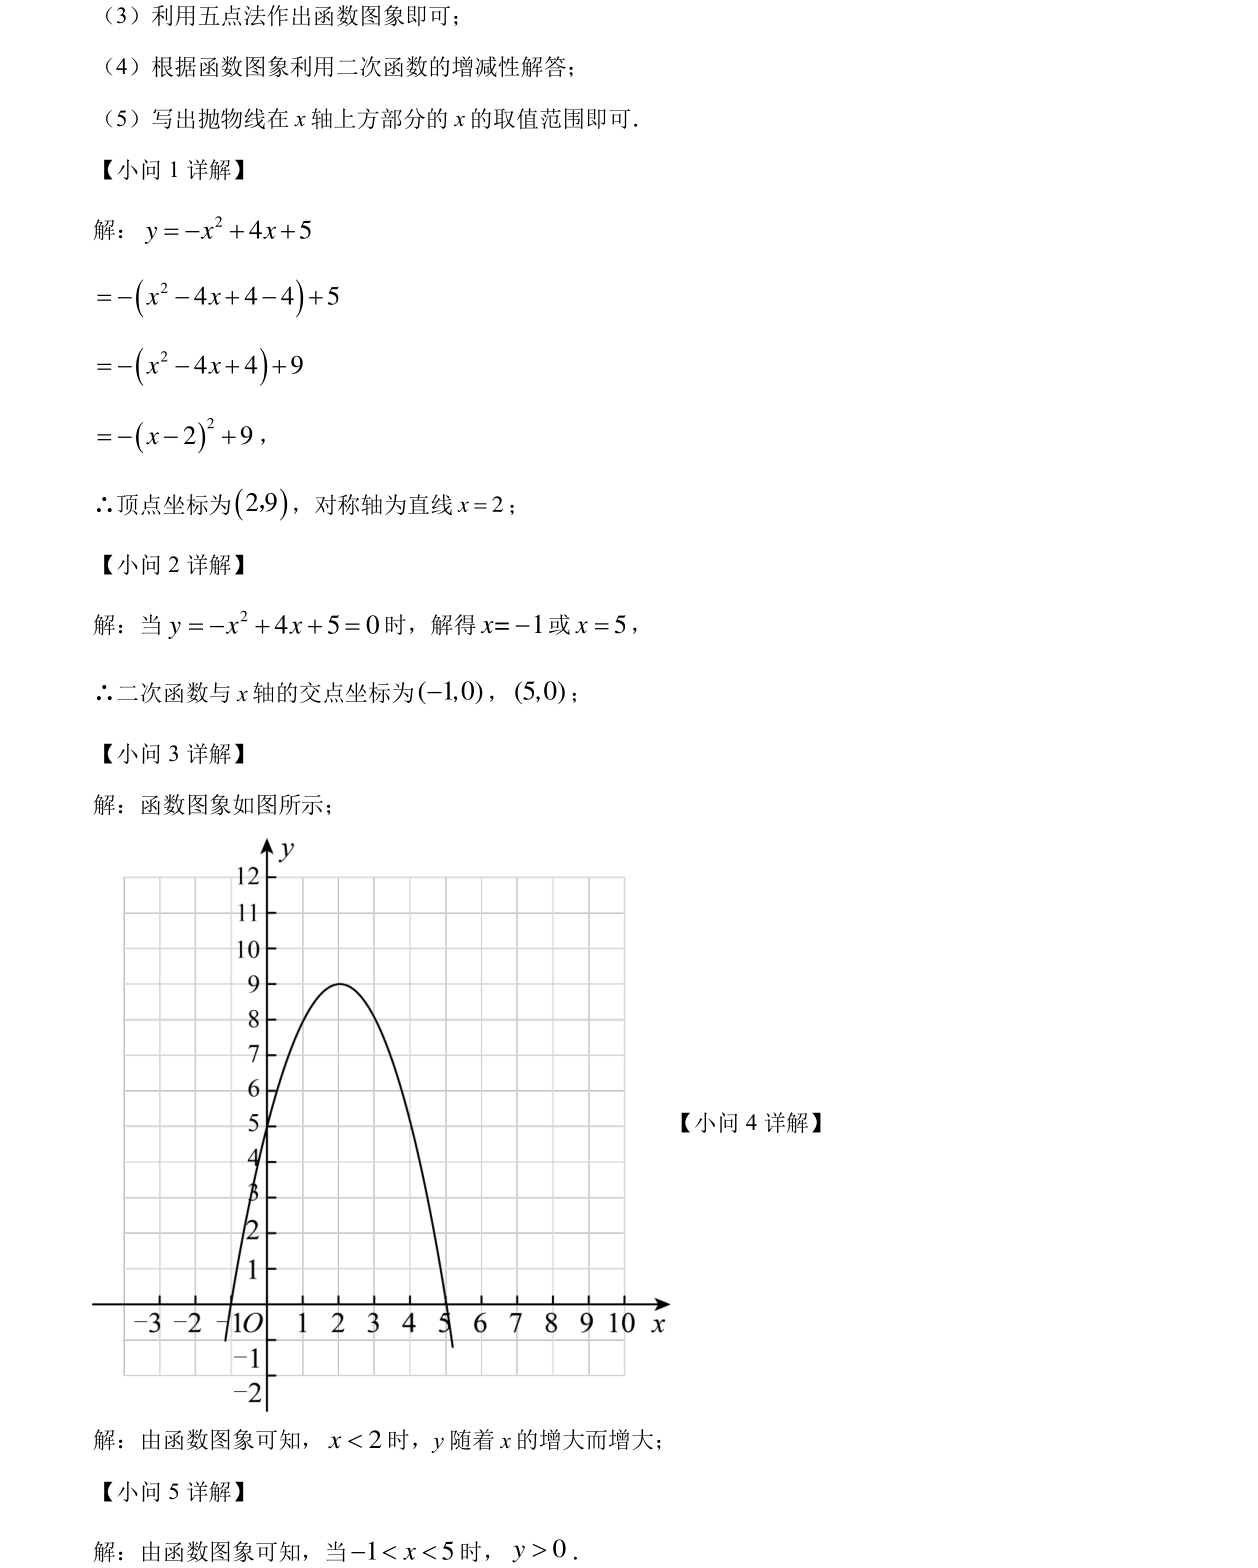 （3）利用五点法作出函数图象即可；
（4）根据函数图象利用二次函数的增减性解答；
（5）写出抛物线在 x 轴上方部分的 x 的取值范围即可．
【小问 1 详解】
解： y = −x² + 4x + 5
= −(x² − 4x + 4 − 4) + 5
= −(x² − 4x + 4) + 9
= −(x − 2)² + 9 ，
∴顶点坐标为(2,9)，对称轴为直线 x = 2；
【小问 2 详解】
解：当 y = −x² + 4x + 5 = 0 时，解得 x= −1 或 x = 5，
∴二次函数与 x 轴的交点坐标为(−1,0)，(5,0)；
【小问 3 详解】
解：函数图象如图所示；
y
12
11
10
9
8
7
6
5
4
3
2
1
−3 −2 −1 O 1 2 3 4 5 6 7 8 9 10 x
−1
−2
【小问 4 详解】
解：由函数图象可知， x < 2 时，y 随着 x 的增大而增大；
【小问 5 详解】
解：由函数图象可知，当 −1 < x < 5 时， y > 0 ．